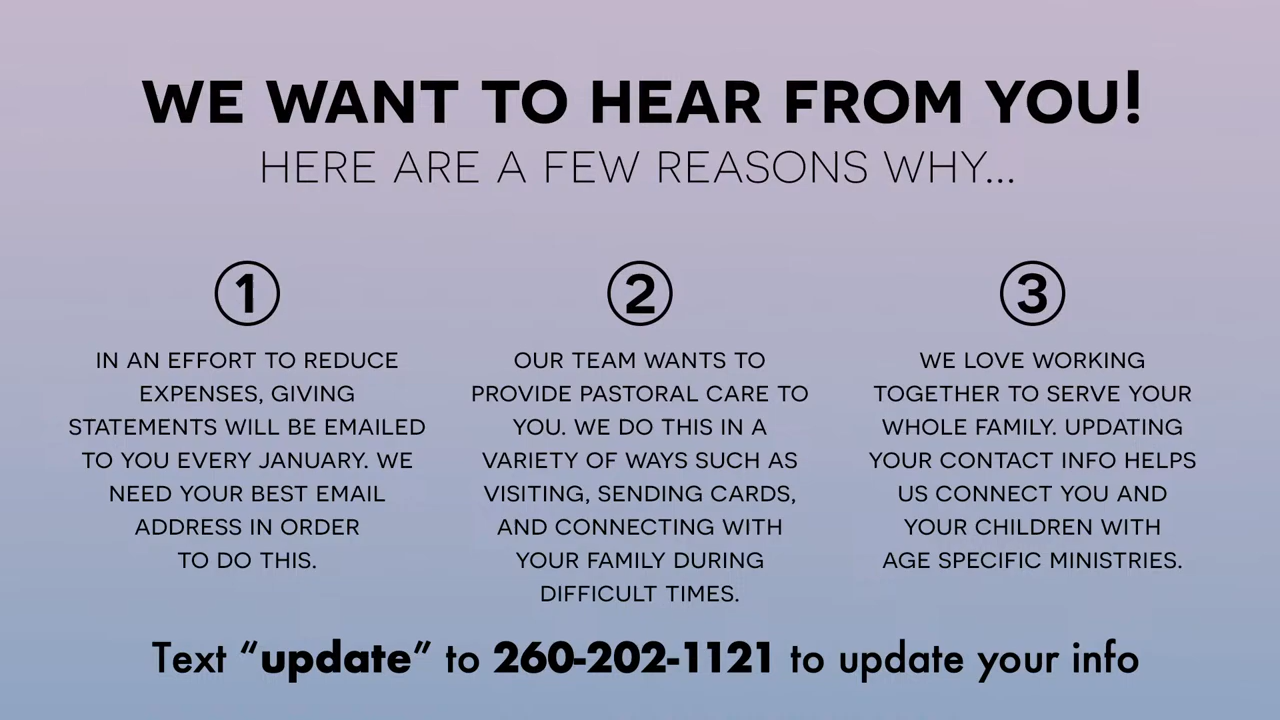 WE WANT TO HEAR FROM YOU!
HERE ARE A FEW REASONS WHY...
1
IN AN EFFORT TO REDUCE
EXPENSES, GIVING
STATEMENTS WILL BE EMAILED
TO YOU EVERY JANUARY. WE
NEED YOUR BEST EMAIL
ADDRESS IN ORDER
TO DO THIS.
2
OUR TEAM WANTS TO
PROVIDE PASTORAL CARE TO
YOU. WE DO THIS IN A
VARIETY OF WAYS SUCH AS
VISITING, SENDING CARDS,
AND CONNECTING WITH
YOUR FAMILY DURING
DIFFICULT TIMES.
3
WE LOVE WORKING
TOGETHER TO SERVE YOUR
WHOLE FAMILY. UPDATING
YOUR CONTACT INFO HELPS
US CONNECT YOU AND
YOUR CHILDREN WITH
AGE SPECIFIC MINISTRIES.
Text “update” to 260-202-1121 to update your info